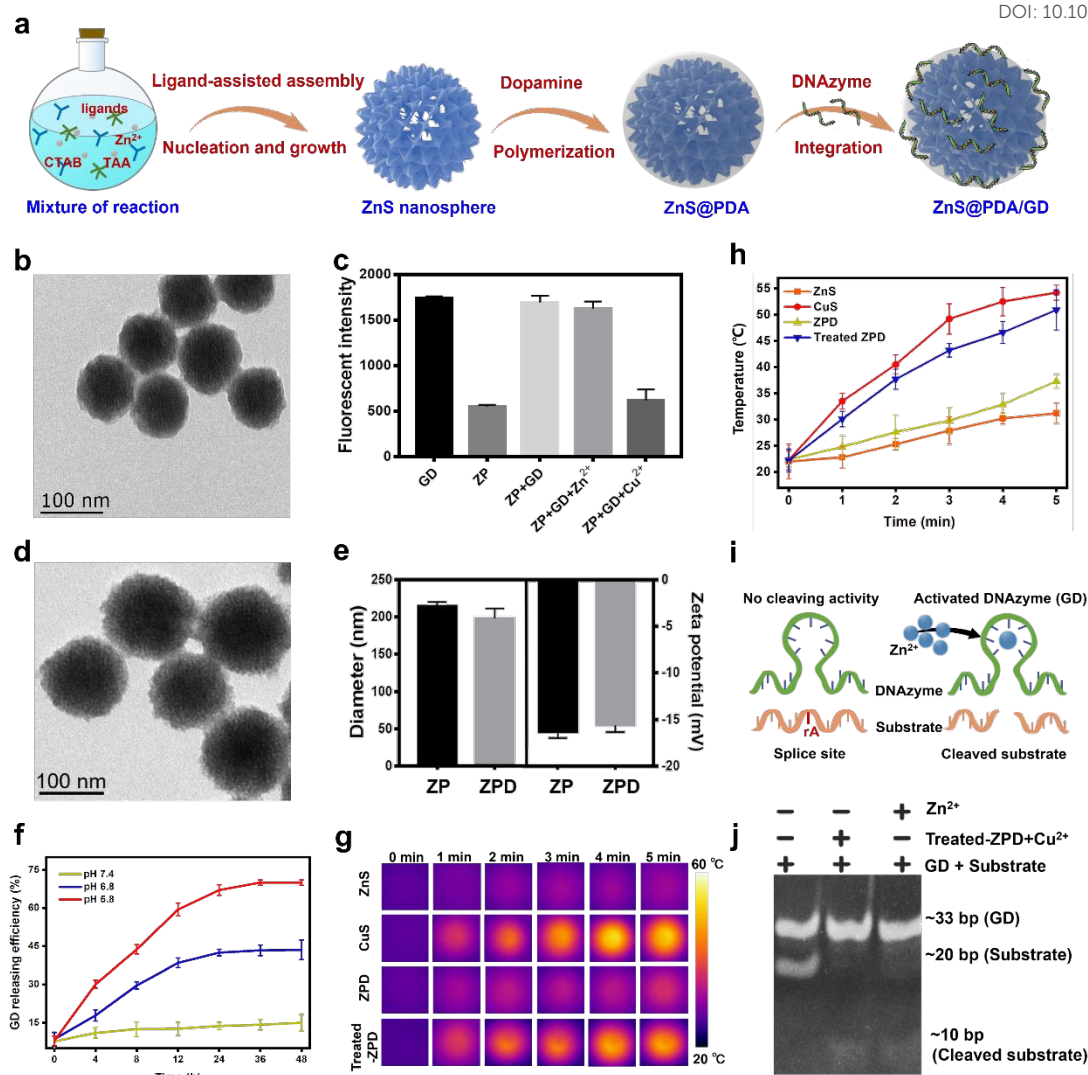 DOI: 10.10
a
Ligand-assisted assembly
Nucleation and growth
Dopamine
Polymerization
DNAzyme
Integration
ligands
Zn²⁺
CTAB
TAA
Mixture of reaction
ZnS nanosphere
ZnS@PDA
ZnS@PDA/GD
b
100 nm
c
Fluorescent intensity
2000
1500
1000
500
0
GD
ZP
ZP+GD
ZP+GD+Zn²⁺
ZP+GD+Cu²⁺
h
Temperature (℃)
55
50
45
40
35
30
25
20
ZnS
CuS
ZPD
Treated ZPD
0 1 2 3 4 5
Time (min)
d
100 nm
e
Diameter (nm)
250
200
150
100
50
0
Zeta potential (mV)
0
-5
-10
-15
-20
ZP ZPD ZP ZPD
i
No cleaving activity
Activated DNAzyme (GD)
Zn²⁺
DNAzyme
Substrate
rA
Splice site
Cleaved substrate
f
GD releasing efficiency (%)
75
60
45
30
15
pH 7.4
pH 6.8
pH 5.8
0 4 8 12 24 36 48
g
0 min 1 min 2 min 3 min 4 min 5 min
ZnS
CuS
ZPD
Treated
-ZPD
60 ℃
20 ℃
j
− − + Zn²⁺
− + − Treated-ZPD+Cu²⁺
+ + + GD + Substrate
~33 bp (GD)
~20 bp (Substrate)
~10 bp
(Cleaved substrate)